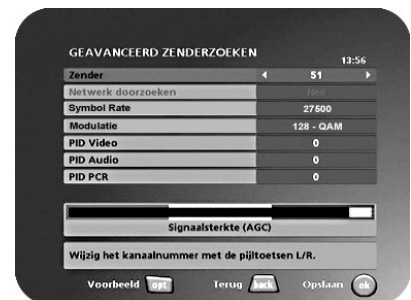 GEAVANCEERD ZENDERZOEKEN
13:56
Zender 51
Netwerk doorzoeken Nee
Symbol Rate 27500
Modulatie 128 - QAM
PID Video 0
PID Audio 0
PID PCR 0
Signaalsterkte (AGC)
Wijzig het kanaalnummer met de pijltoetsen L/R.
Voorbeeld opt Terug back Opslaan ok